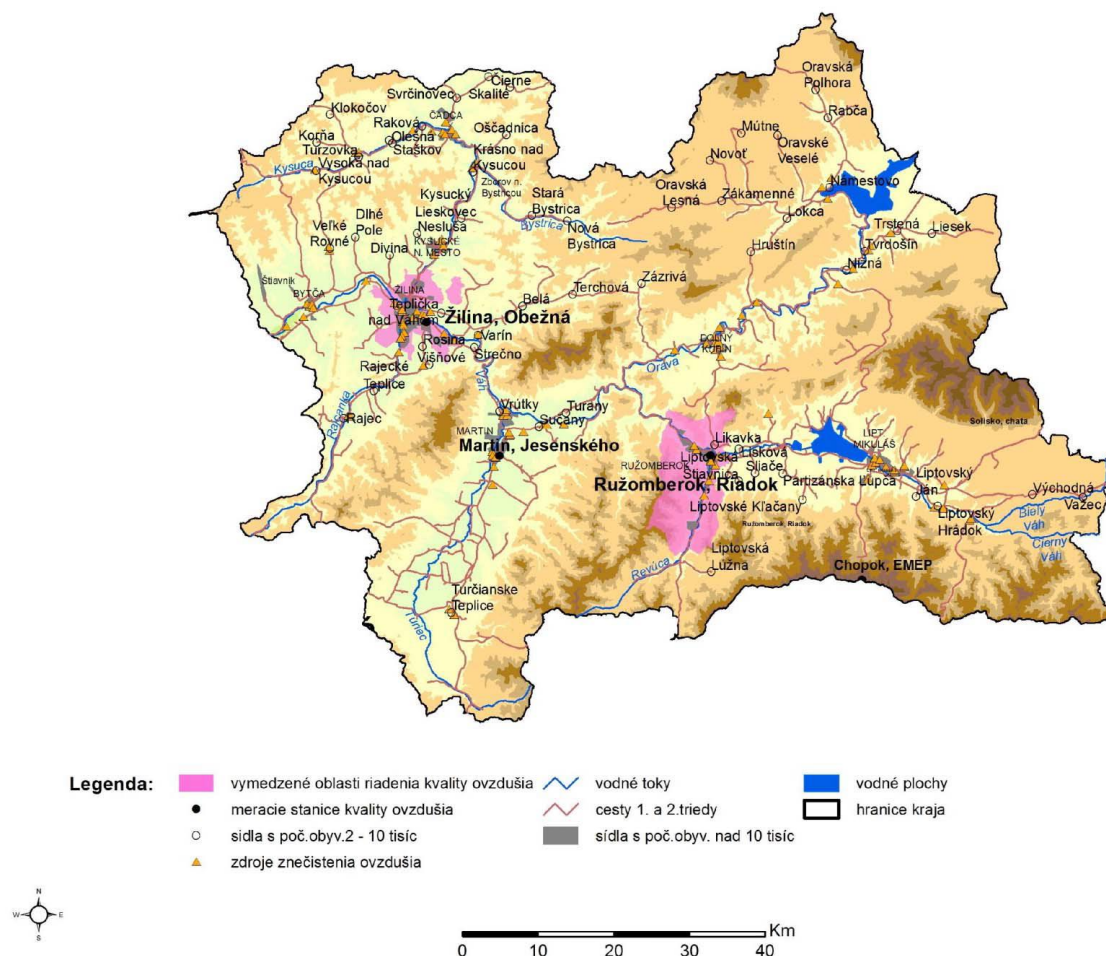 Čierne
Svrčinovec
Skalité
Klokočov
ČADCA
Raková
Oščadnica
Korňa
Olešná
Turzovka
Staškov
Krásno nad
Kysucou
Vysoká nad
Kysucou
Kysuca
Zborov n.
Bystricou
Kysucký
Lieskovec
Stará
Bystrica
Nová
Bystrica
Bystrica
Veľké
Rovné
Dlhé
Pole
Nesluša
Divina
KYSUCKÉ
N. MESTO
Štiavnik
BYTČA
ŽILINA
Teplička
nad Váhom
Žilina, Obežná
Belá
Terchová
Zázrivá
Rosina
Varín
Strečno
Višňové
Rajecké
Teplice
Rajčanka
Rajec
Váh
Vrútky
Turany
Sučany
MARTIN
Martin, Jesenského
Turčianske
Teplice
Turiec
Oravská
Polhora
Rabča
Mútne
Oravské
Veselé
Novoť
Oravská
Lesná
Zákamenné
Námestovo
Lokca
Trstená
Liesek
Tvrdošín
Hruštín
Nižná
DOLNÝ
KUBÍN
Orava
Solisko, chata
Likavka
LIPT.
MIKULÁŠ
RUŽOMBEROK
Liptovská
Štiavnica
Lisková
Sliače
Ružomberok, Riadok
Partizánska Ľupča
Liptovský
Ján
Liptovský
Hrádok
Východná
Važec
Biely
Váh
Čierny
Váh
Liptovské Kľačany
Ružomberok, Riadok
Liptovská
Lúžna
Revúca
Chopok, EMEP
Legenda:
vymedzené oblasti riadenia kvality ovzdušia
vodné toky
vodné plochy
meracie stanice kvality ovzdušia
cesty 1. a 2.triedy
hranice kraja
sidla s poč.obyv.2 - 10 tisíc
sídla s poč.obyv. nad 10 tisíc
zdroje znečistenia ovzdušia
N
W
E
S
Km
0 10 20 30 40